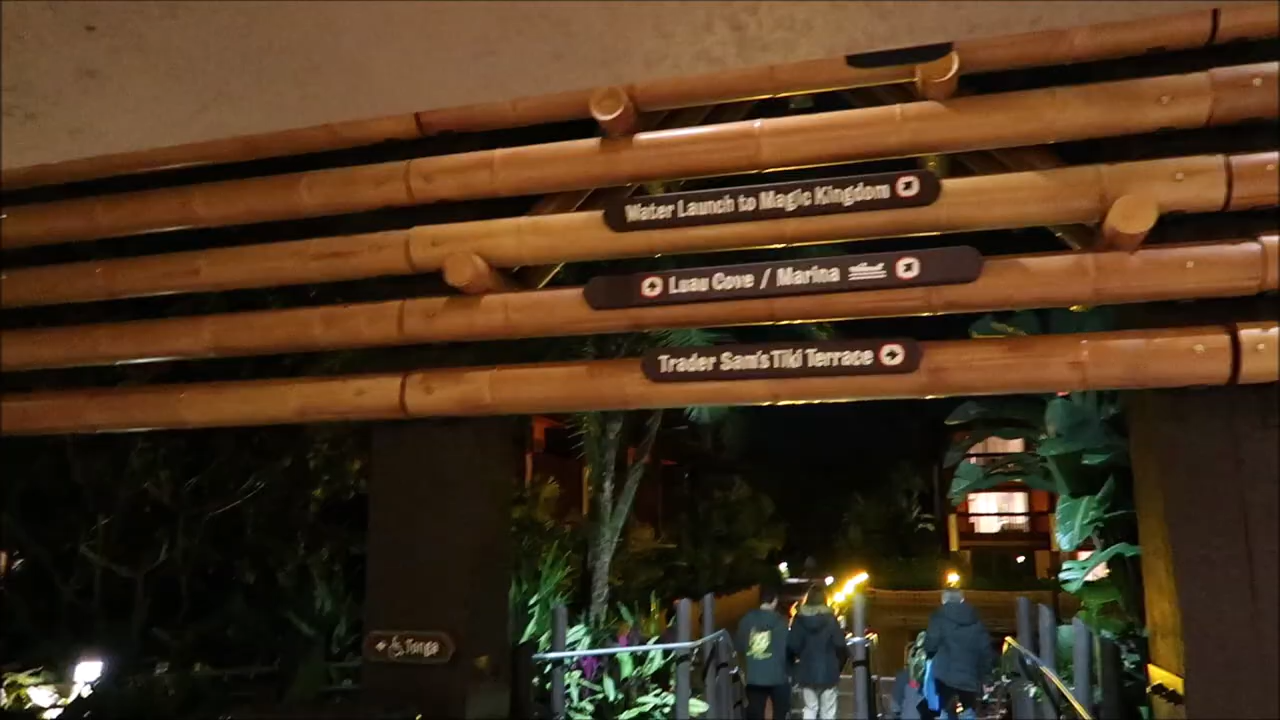 Water Launch to Magic Kingdom
Luau Cove / Marina
Trader Sam's Tiki Terrace
Tonga